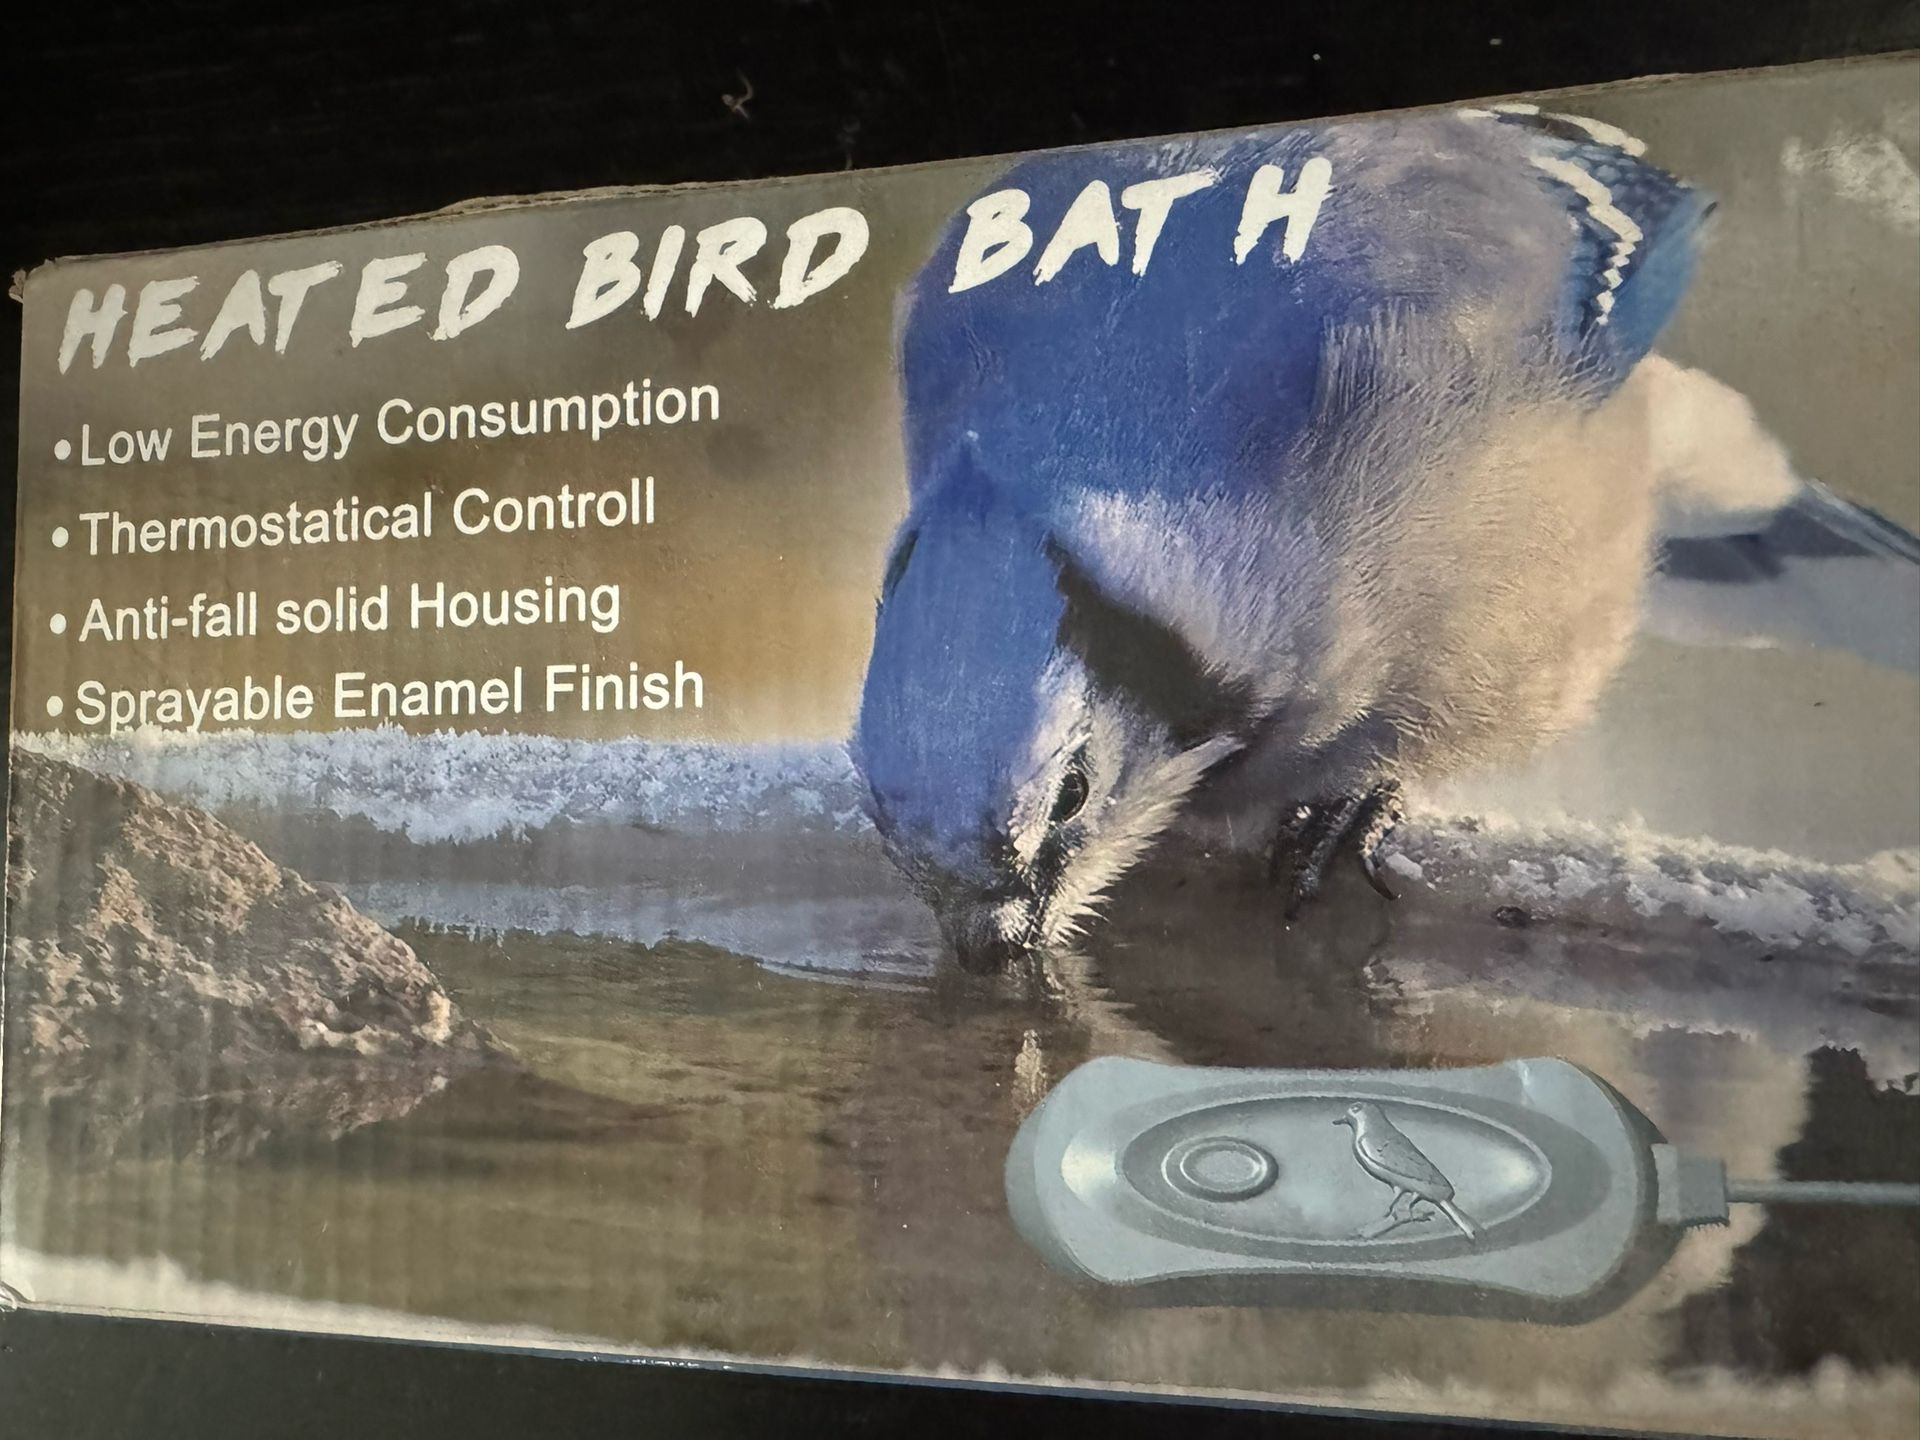 HEATED BIRD BATH
•Low Energy Consumption
•Thermostatical Controll
•Anti-fall solid Housing
•Sprayable Enamel Finish